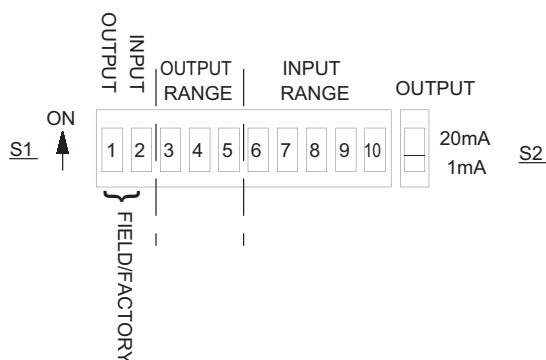 OUTPUT
INPUT
OUTPUT
RANGE
INPUT
RANGE
OUTPUT
S1
ON
1 2 3 4 5 6 7 8 9 10
20mA
1mA
S2
FIELD/FACTORY